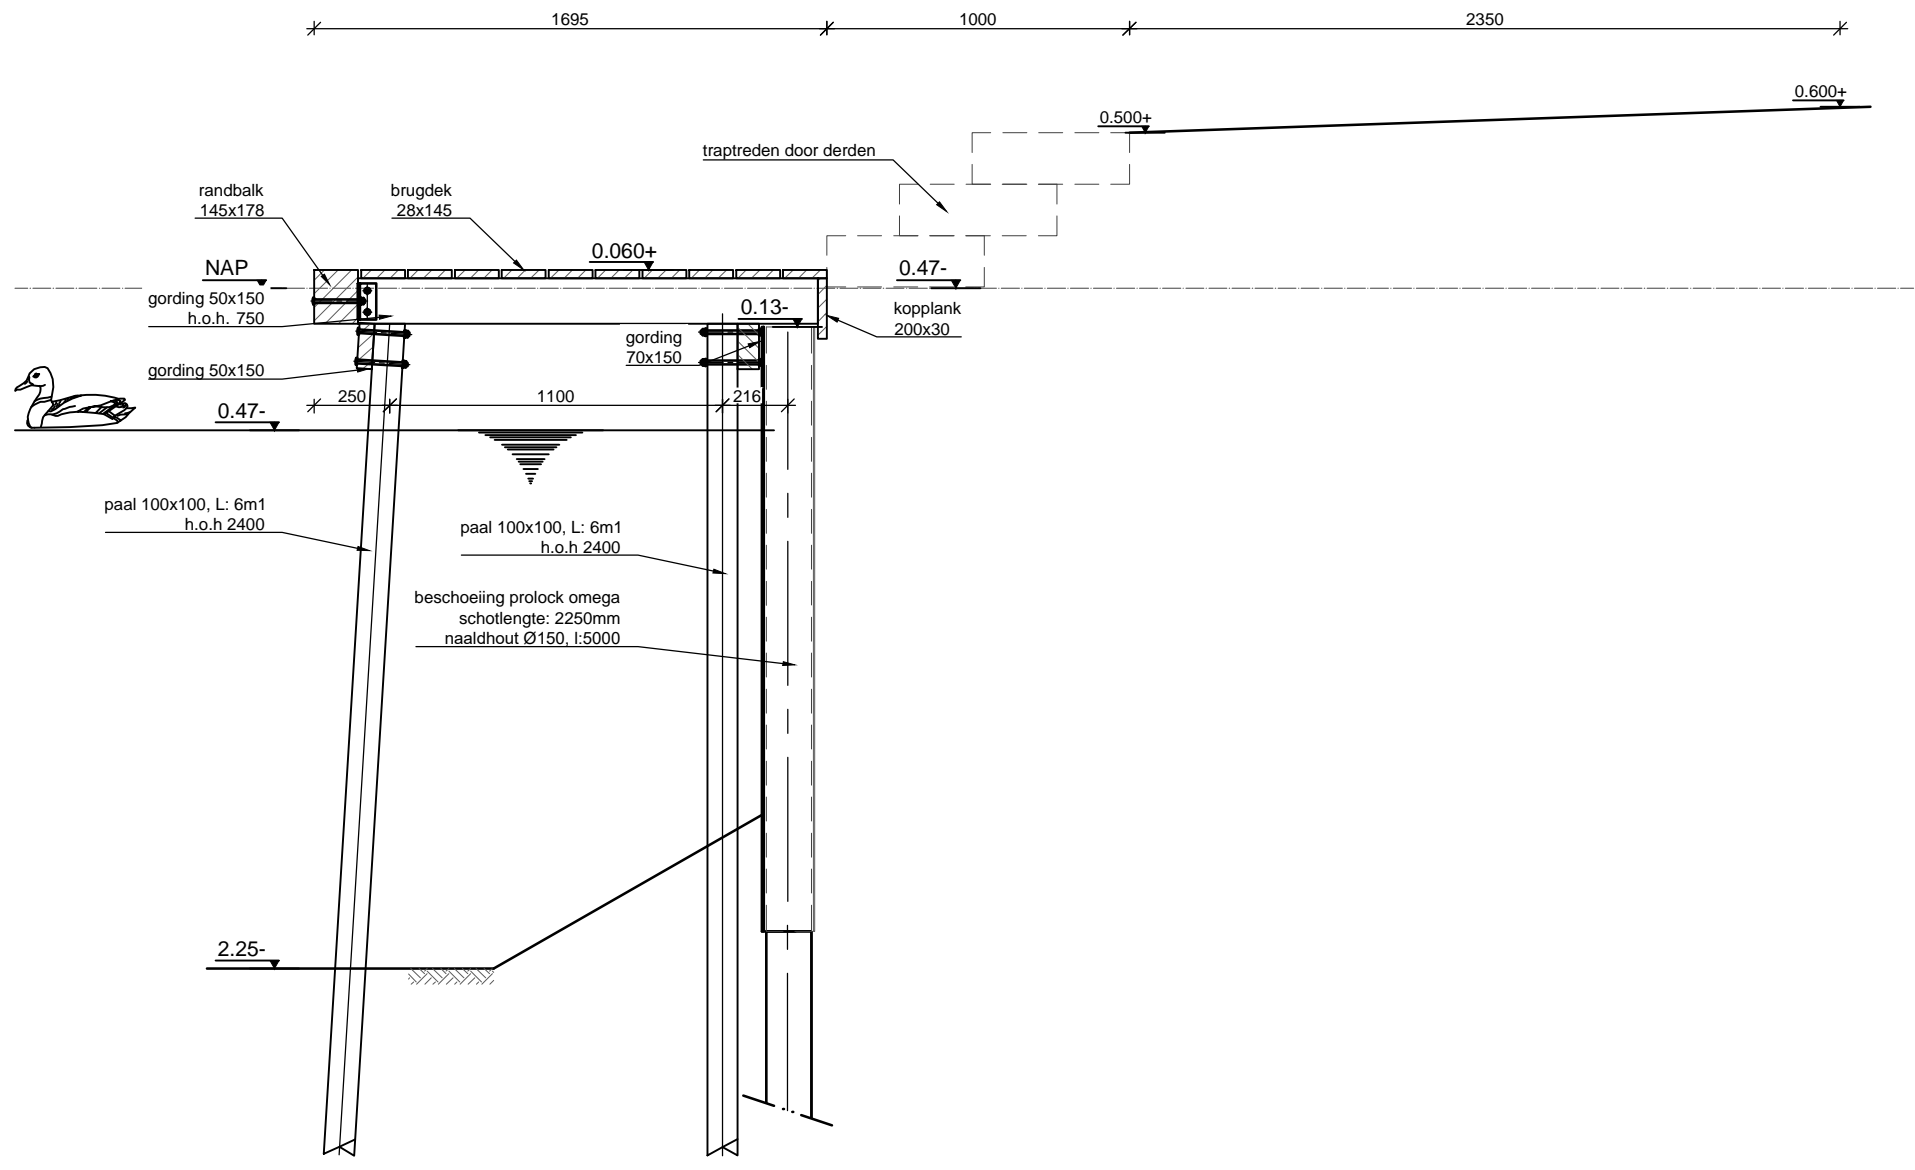 1695
1000
2350
0.600+
0.500+
traptreden door derden
randbalk
145x178
brugdek
28x145
0.060+
NAP
0.47-
gording 50x150
h.o.h. 750
0.13-
kopplank
200x30
gording
70x150
gording 50x150
250
1100
216
0.47-
paal 100x100, L: 6m1
h.o.h 2400
paal 100x100, L: 6m1
h.o.h 2400
beschoeiing prolock omega
schotlengte: 2250mm
naaldhout Ø150, l:5000
2.25-